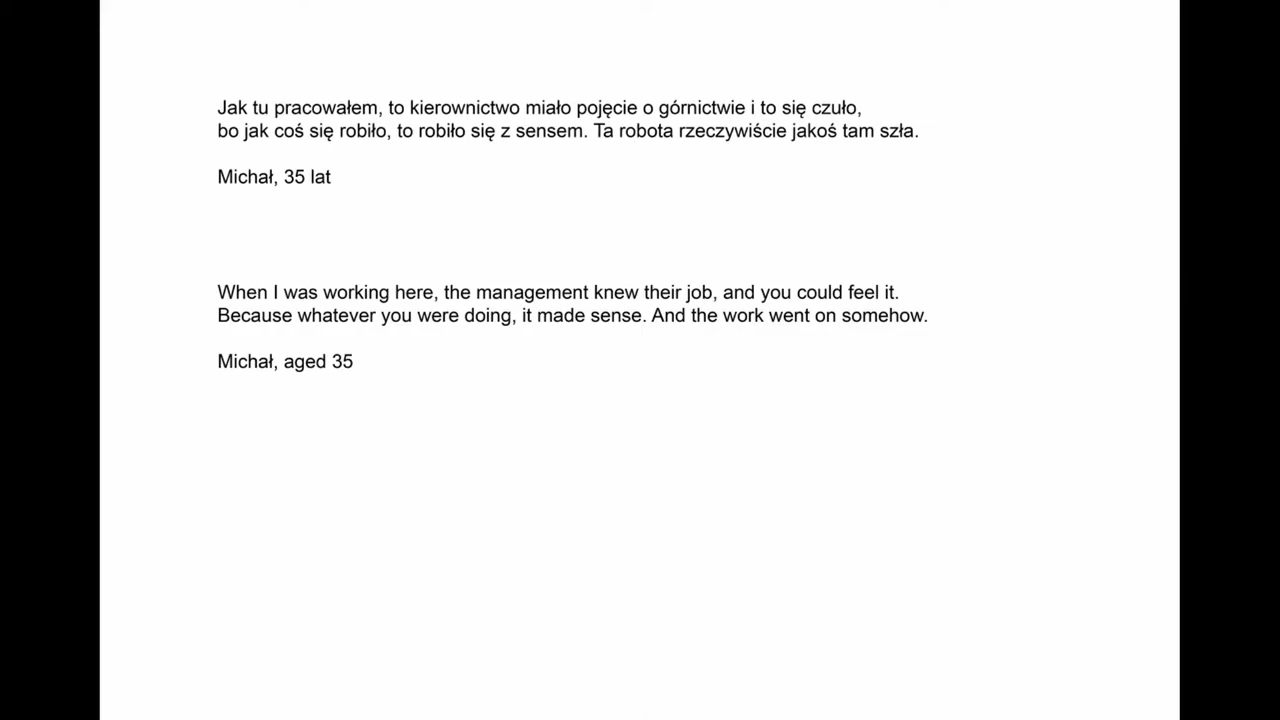 Jak tu pracowałem, to kierownictwo miało pojęcie o górnictwie i to się czuło,
bo jak coś się robiło, to robiło się z sensem. Ta robota rzeczywiście jakoś tam szła.
Michał, 35 lat
When I was working here, the management knew their job, and you could feel it.
Because whatever you were doing, it made sense. And the work went on somehow.
Michał, aged 35